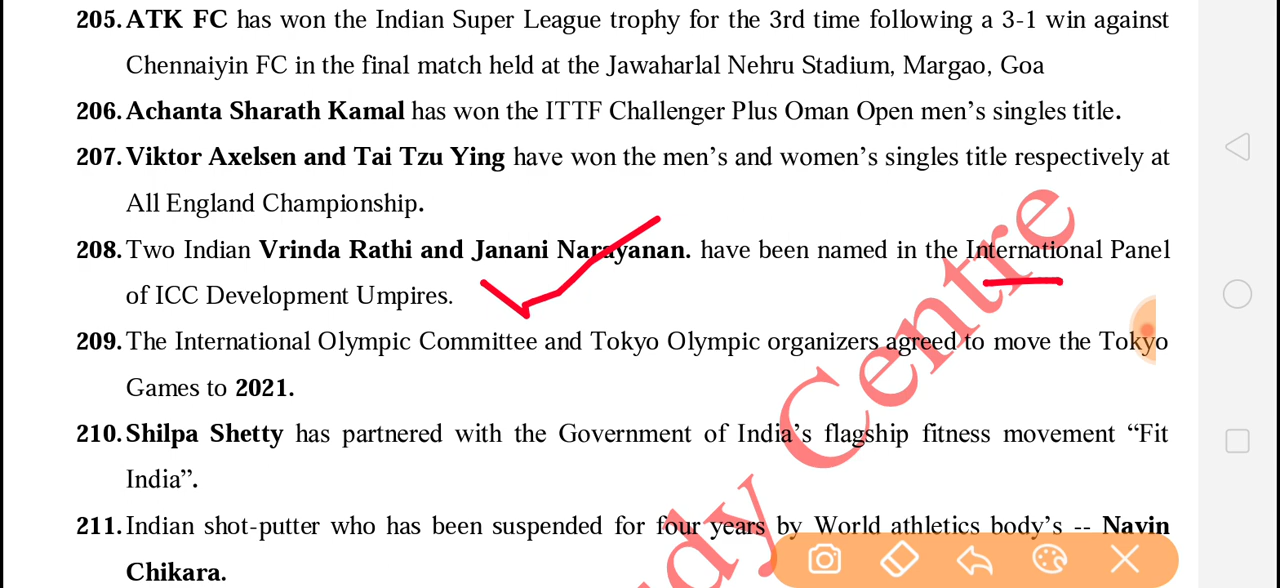 205. ATK FC has won the Indian Super League trophy for the 3rd time following a 3-1 win against
Chennaiyin FC in the final match held at the Jawaharlal Nehru Stadium, Margao, Goa
206. Achanta Sharath Kamal has won the ITTF Challenger Plus Oman Open men’s singles title.
207. Viktor Axelsen and Tai Tzu Ying have won the men’s and women’s singles title respectively at
All England Championship.
208. Two Indian Vrinda Rathi and Janani Narayanan. have been named in the International Panel
of ICC Development Umpires.
209. The International Olympic Committee and Tokyo Olympic organizers agreed to move the Tokyo
Games to 2021.
210. Shilpa Shetty has partnered with the Government of India’s flagship fitness movement “Fit
India”.
211. Indian shot-putter who has been suspended for four years by World athletics body’s -- Navin
Chikara.
dy Centre